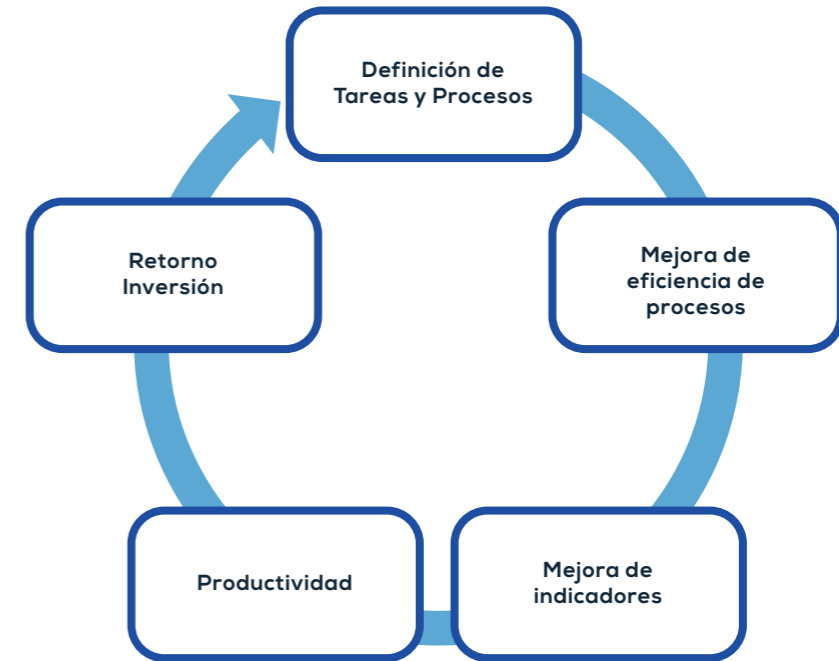 Definición de
Tareas y Procesos
Mejora de
eficiencia de
procesos
Mejora de
indicadores
Productividad
Retorno
Inversión